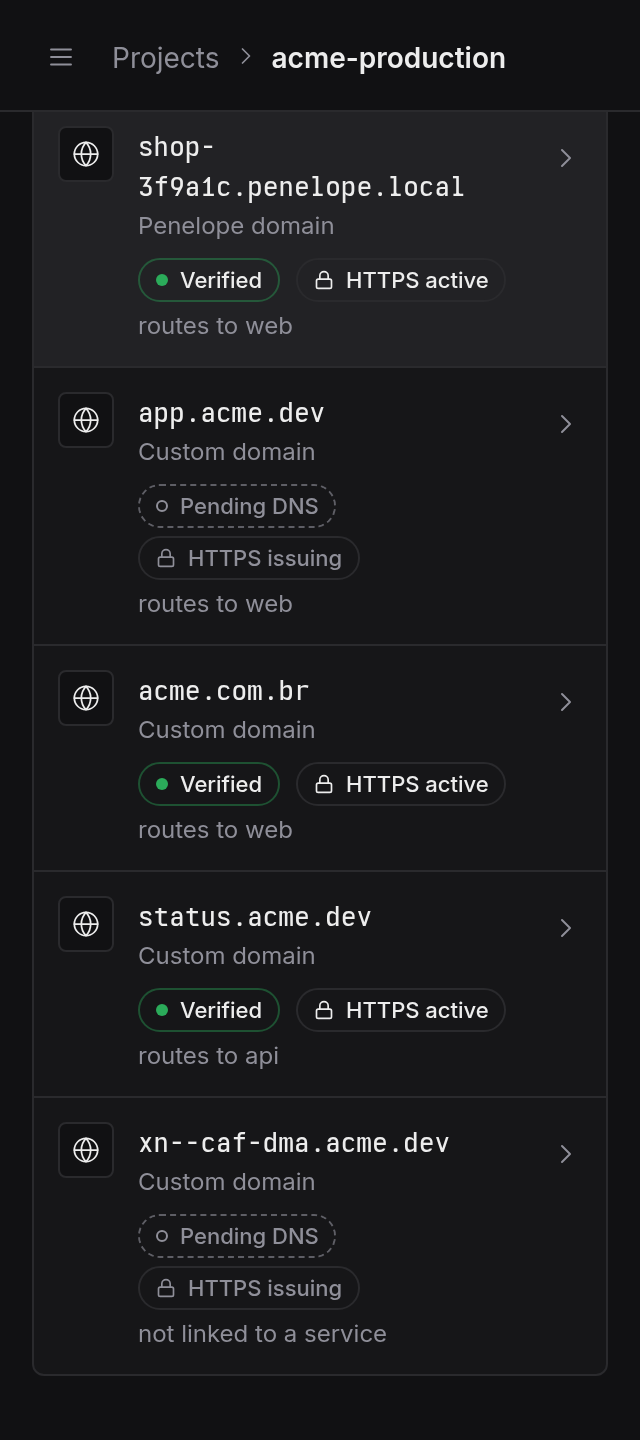 Projects > acme-production
shop-
3f9a1c.penelope.local
Penelope domain
Verified HTTPS active
routes to web
app.acme.dev
Custom domain
Pending DNS
HTTPS issuing
routes to web
acme.com.br
Custom domain
Verified HTTPS active
routes to web
status.acme.dev
Custom domain
Verified HTTPS active
routes to api
xn--caf-dma.acme.dev
Custom domain
Pending DNS
HTTPS issuing
not linked to a service